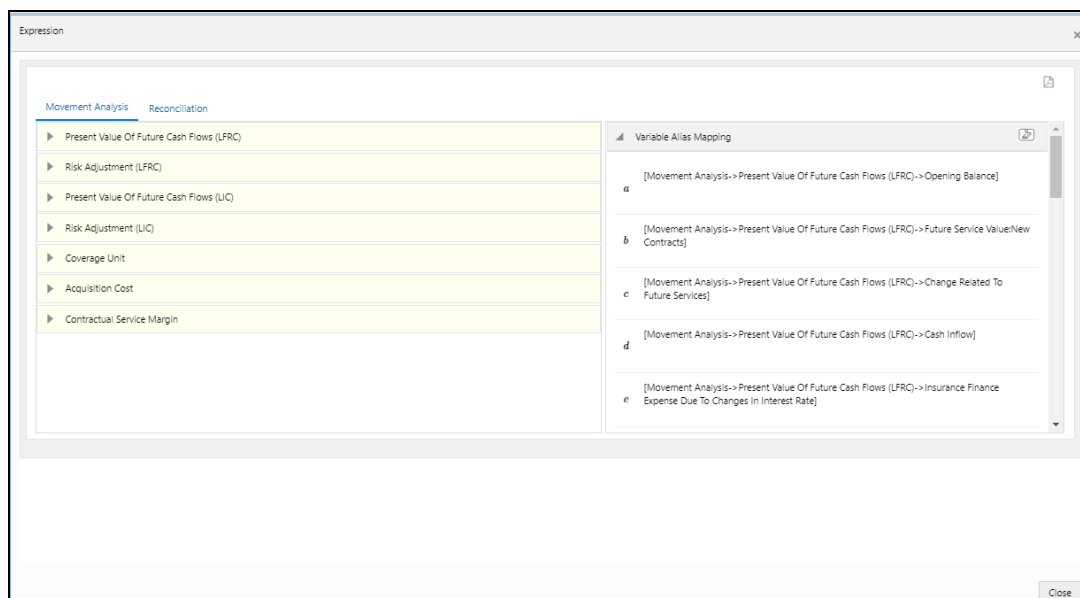 Expression
Movement Analysis
Reconciliation
Present Value Of Future Cash Flows (LFRC)
Risk Adjustment (LFRC)
Present Value Of Future Cash Flows (LIC)
Risk Adjustment (LIC)
Coverage Unit
Acquisition Cost
Contractual Service Margin
Variable Alias Mapping
a
[Movement Analysis->Present Value Of Future Cash Flows (LFRC)->Opening Balance]
b
[Movement Analysis->Present Value Of Future Cash Flows (LFRC)->Future Service Value:New
Contracts]
c
[Movement Analysis->Present Value Of Future Cash Flows (LFRC)->Change Related To
Future Services]
d
[Movement Analysis->Present Value Of Future Cash Flows (LFRC)->Cash Inflow]
e
[Movement Analysis->Present Value Of Future Cash Flows (LFRC)->Insurance Finance
Expense Due To Changes In Interest Rate]
Close